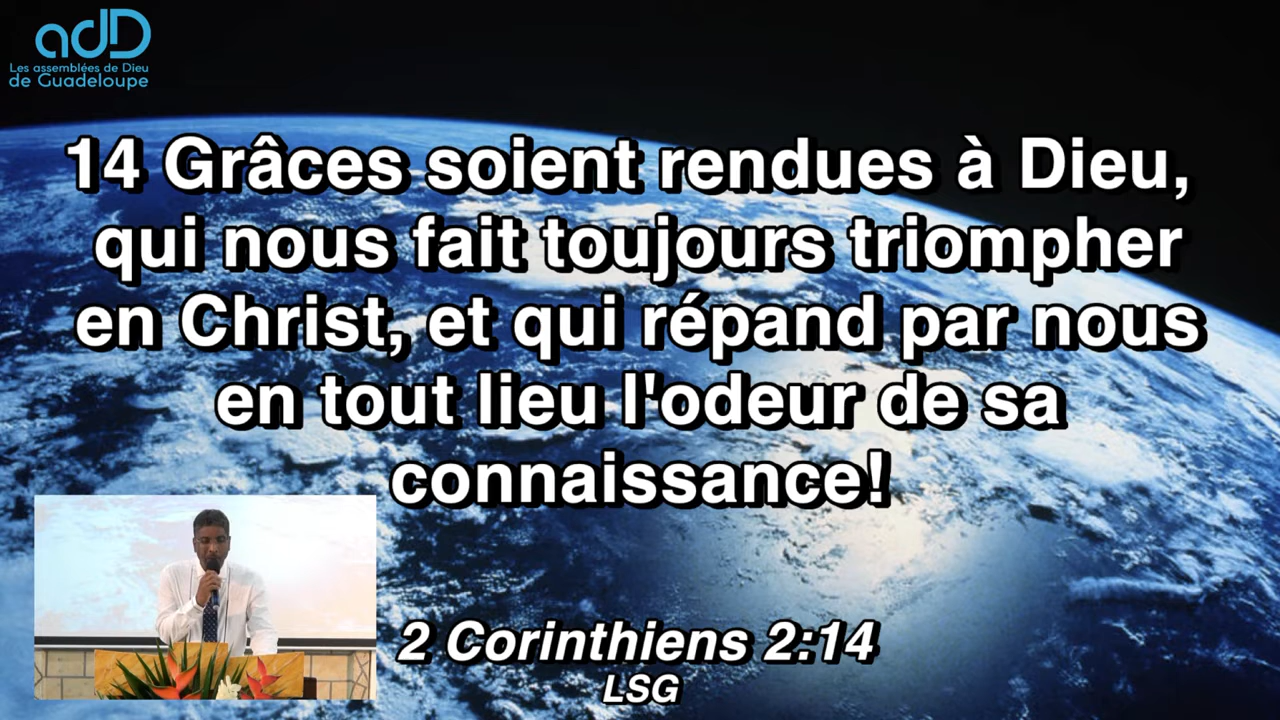 adD
Les assemblées de Dieu
de Guadeloupe
14 Grâces soient rendues à Dieu,
qui nous fait toujours triompher
en Christ, et qui répand par nous
en tout lieu l'odeur de sa
connaissance!
2 Corinthiens 2:14
LSG